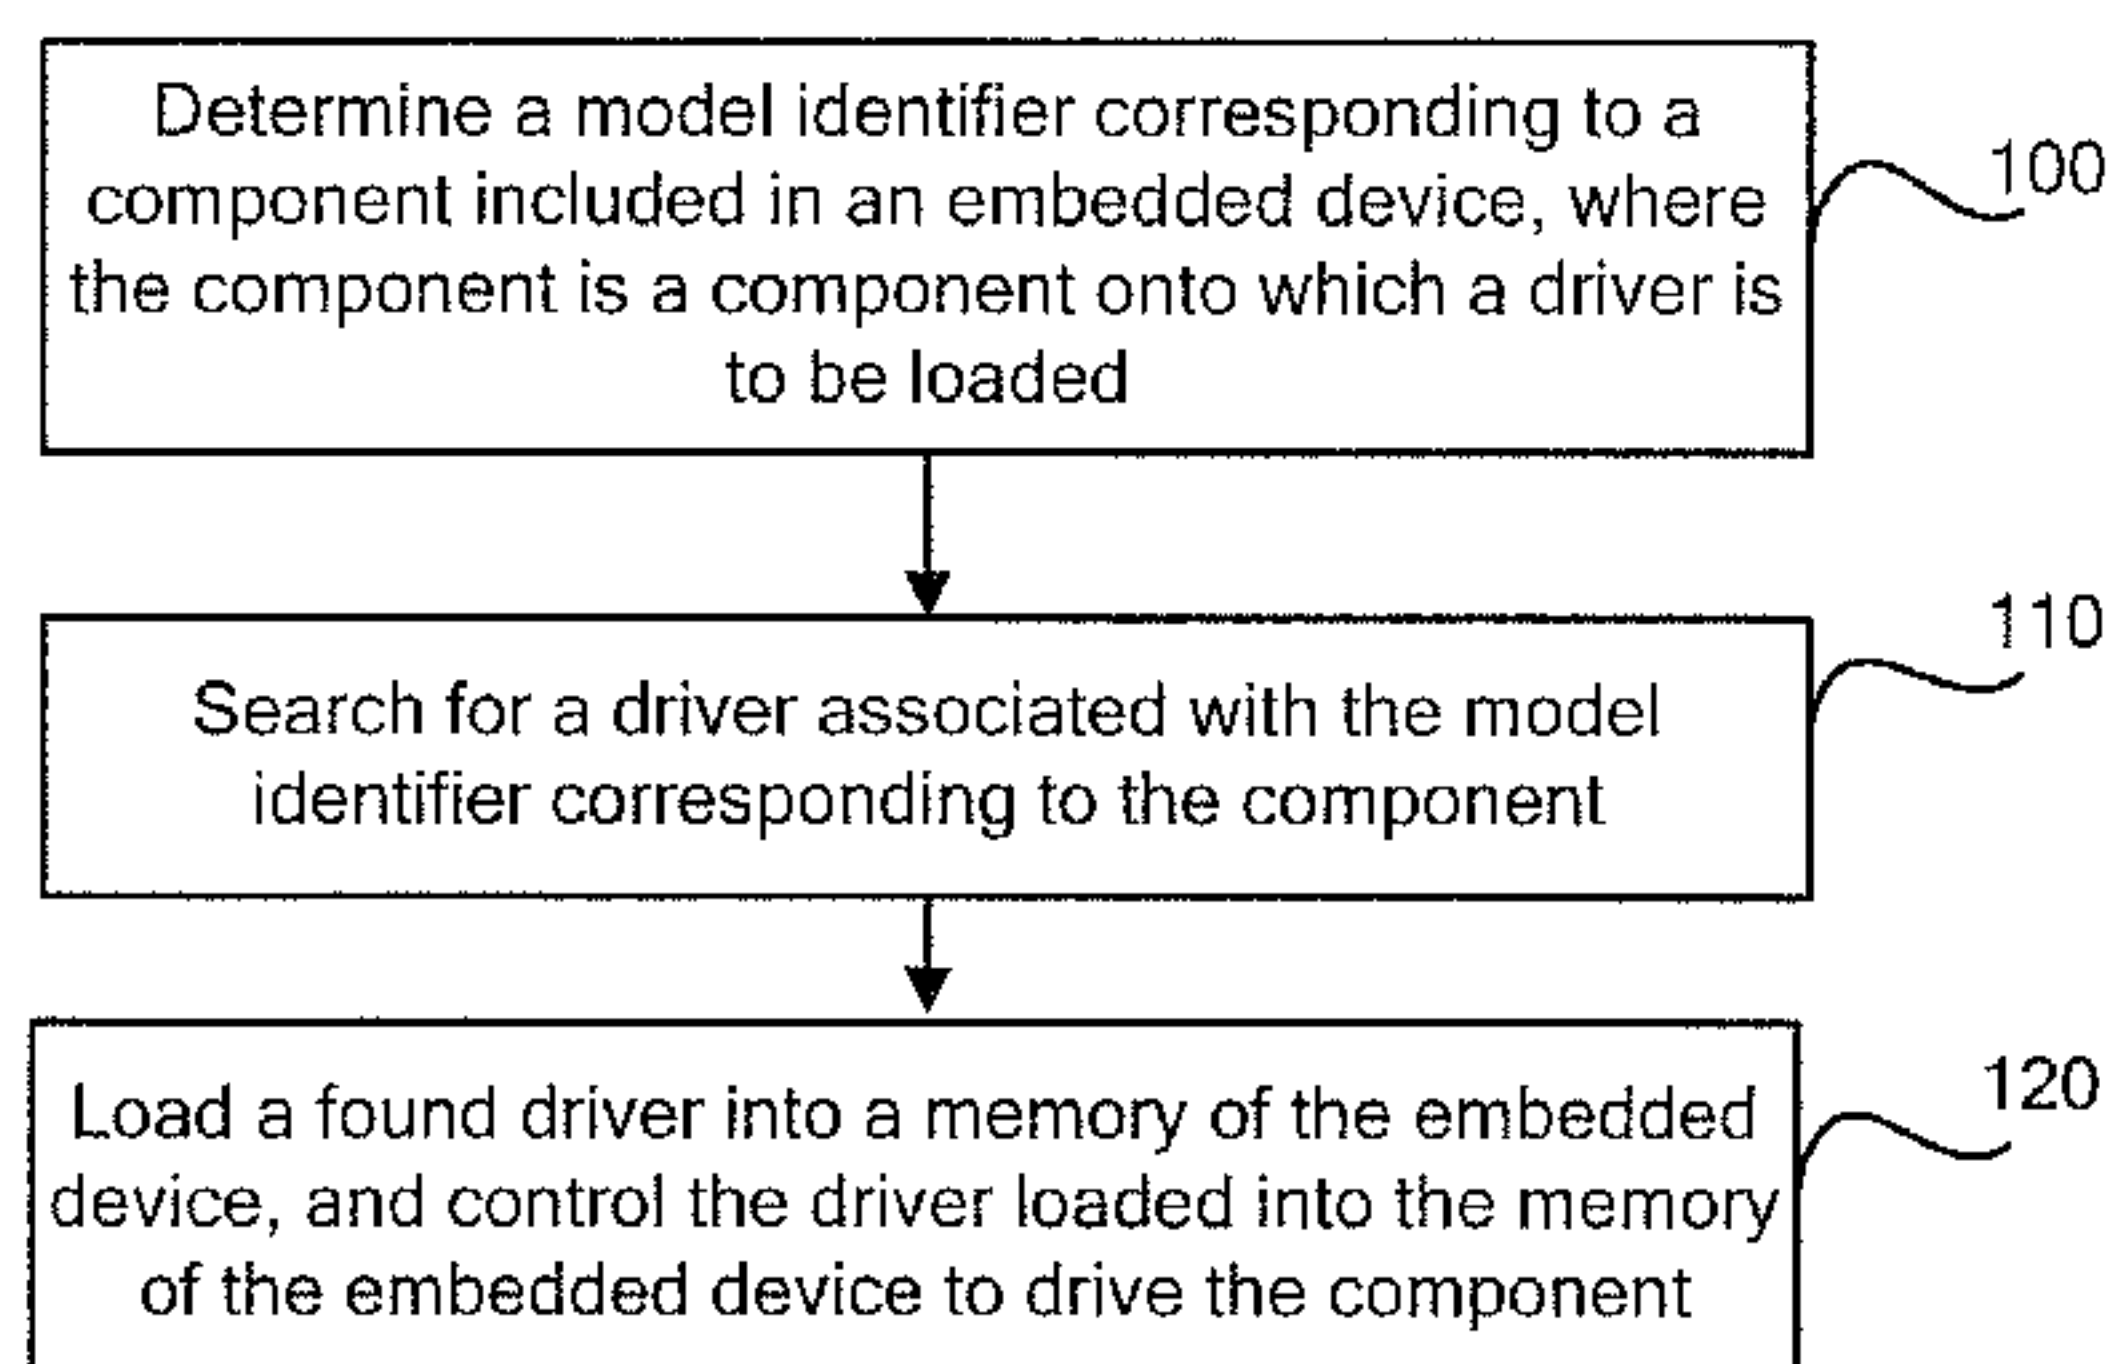 Determine a model identifier corresponding to a
component included in an embedded device, where
the component is a component onto which a driver is
to be loaded
100
Search for a driver associated with the model
identifier corresponding to the component
110
Load a found driver into a memory of the embedded
device, and control the driver loaded into the memory
of the embedded device to drive the component
120